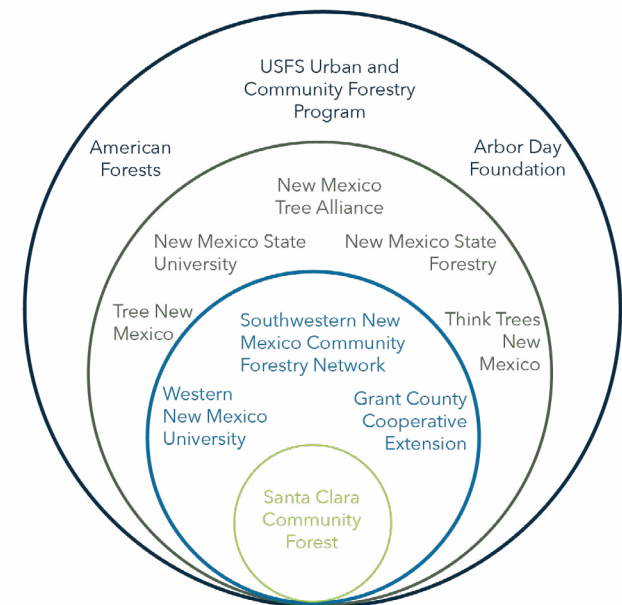 USFS Urban and
Community Forestry
Program
American
Forests
Arbor Day
Foundation
New Mexico
Tree Alliance
New Mexico State
University
New Mexico State
Forestry
Tree New
Mexico
Think Trees
New
Mexico
Southwestern New
Mexico Community
Forestry Network
Western
New Mexico
University
Grant County
Cooperative
Extension
Santa Clara
Community
Forest